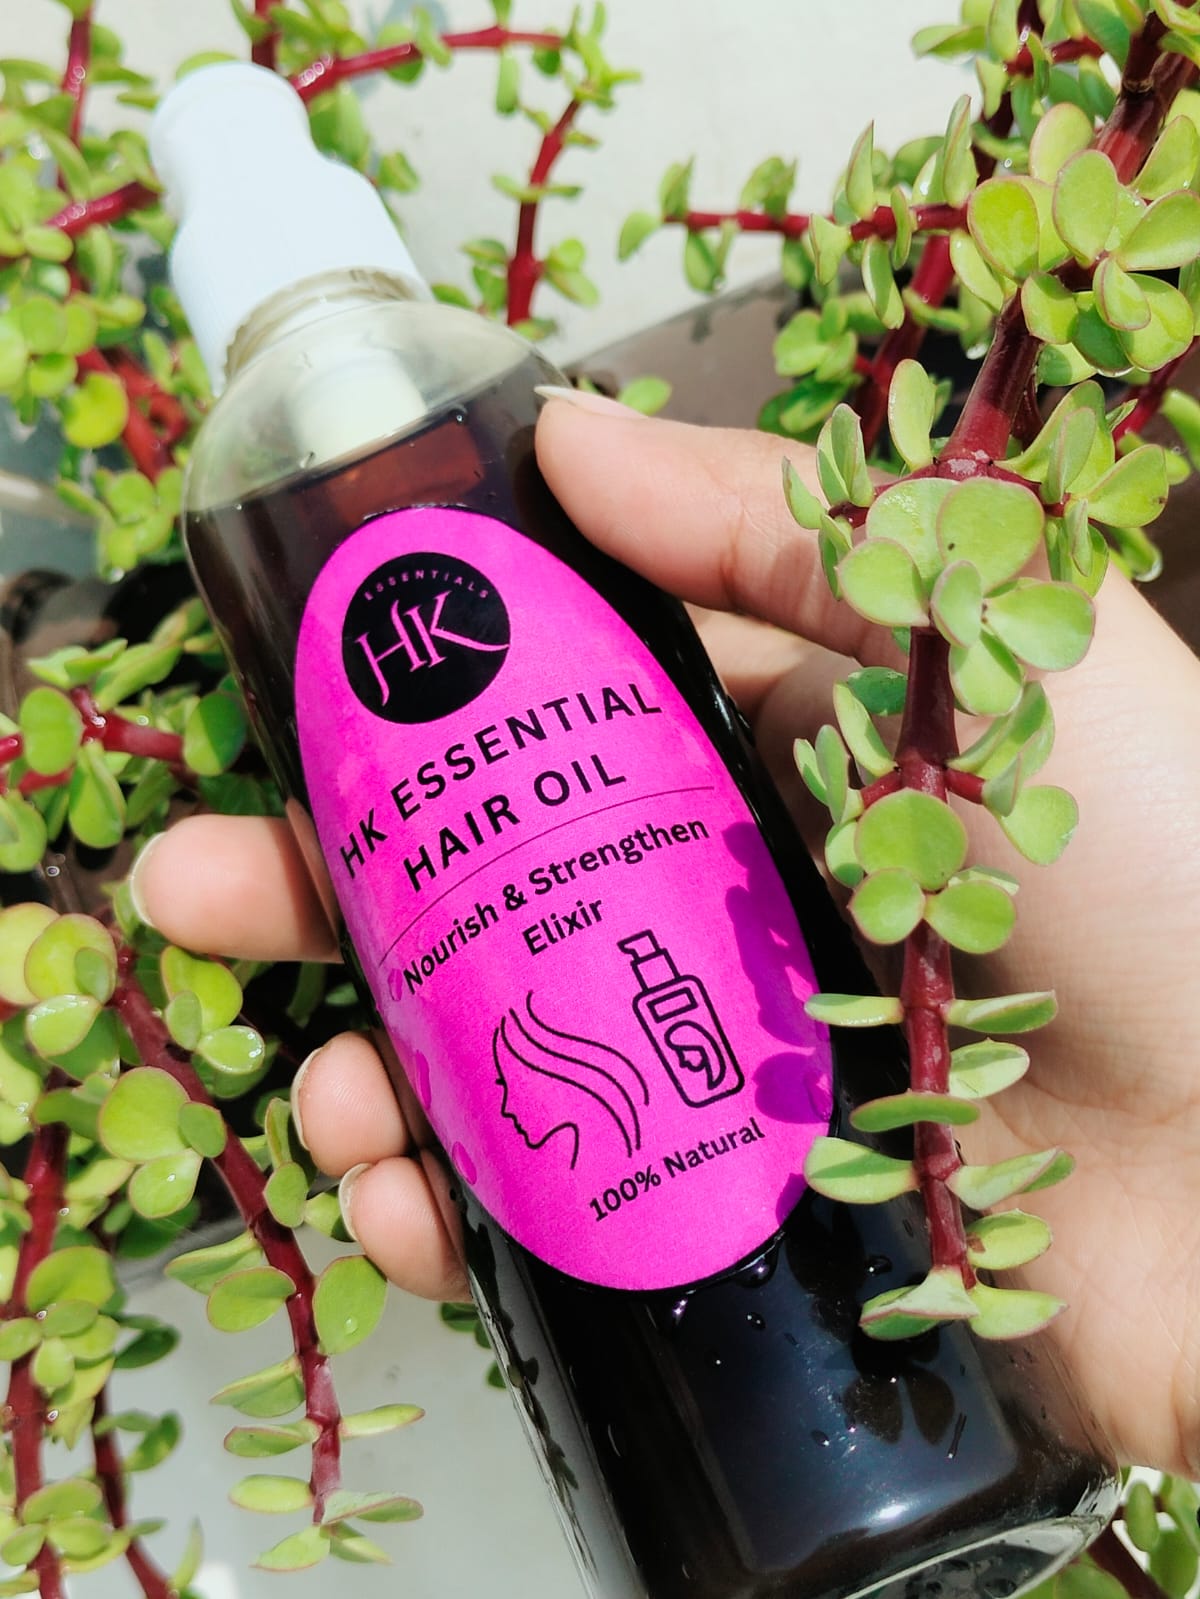 ESSENTIALS
HK
HK ESSENTIAL
HAIR OIL
Nourish & Strengthen
Elixir
100% Natural